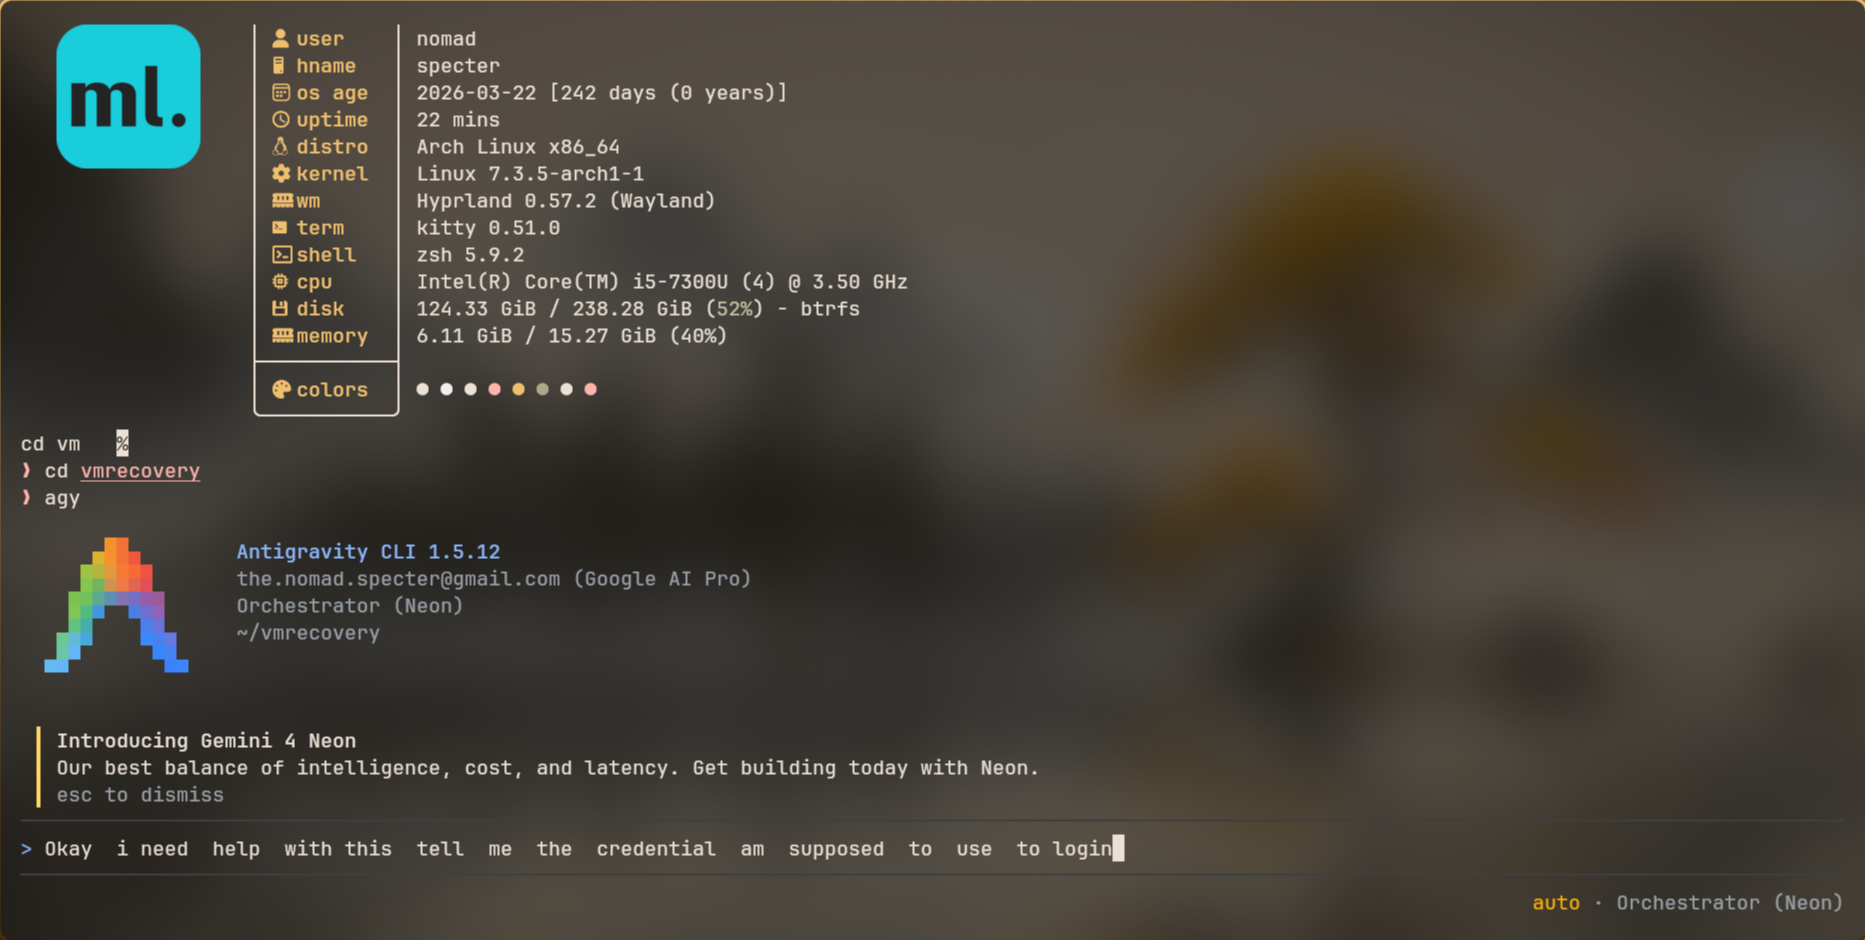 ml.
user nomad
hname specter
os age 2026-03-22 [242 days (0 years)]
uptime 22 mins
distro Arch Linux x86_64
kernel Linux 7.3.5-arch1-1
wm Hyprland 0.57.2 (Wayland)
term kitty 0.51.0
shell zsh 5.9.2
cpu Intel(R) Core(TM) i5-7300U (4) @ 3.50 GHz
disk 124.33 GiB / 238.28 GiB (52%) - btrfs
memory 6.11 GiB / 15.27 GiB (40%)
colors
cd vm %
❯ cd vmrecovery
❯ agy
Antigravity CLI 1.5.12
the.nomad.specter@gmail.com (Google AI Pro)
Orchestrator (Neon)
~/vmrecovery
Introducing Gemini 4 Neon
Our best balance of intelligence, cost, and latency. Get building today with Neon.
esc to dismiss
> Okay i need help with this tell me the credential am supposed to use to login
auto · Orchestrator (Neon)